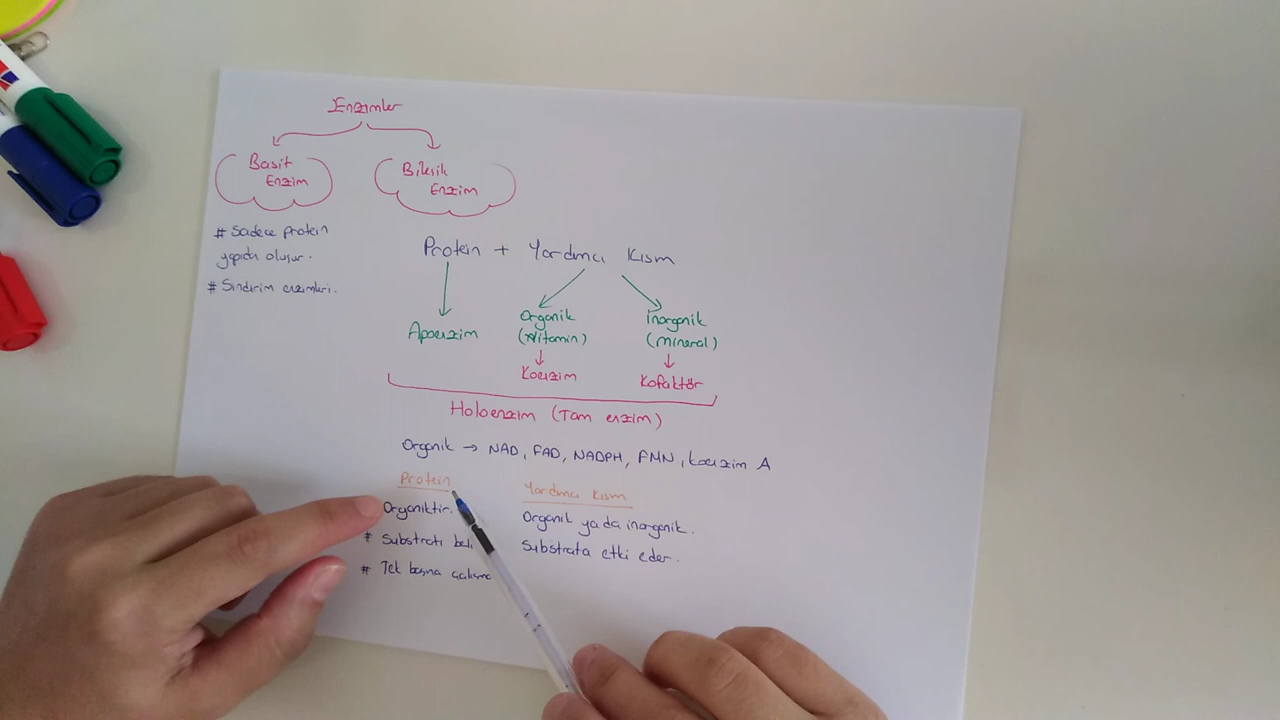 Enzimler
Basit
Enzim
Bileşik
Enzim
# Sadece Protein
yapıda oluşur.
# Sindirim enzimleri.
Protein + Yardımcı Kısım
Apoenzim
Organik
(Vitamin)
Koenzim
İnorganik
(Mineral)
Kofaktör
Holoenzim (Tam enzim)
Organik → NAD, FAD, NADPH, FMN, Koenzim A
Protein
Organiktir.
# Substratı
# Tek başına
Yardımcı Kısım
Organik ya da inorganik.
Substrata etki eder.